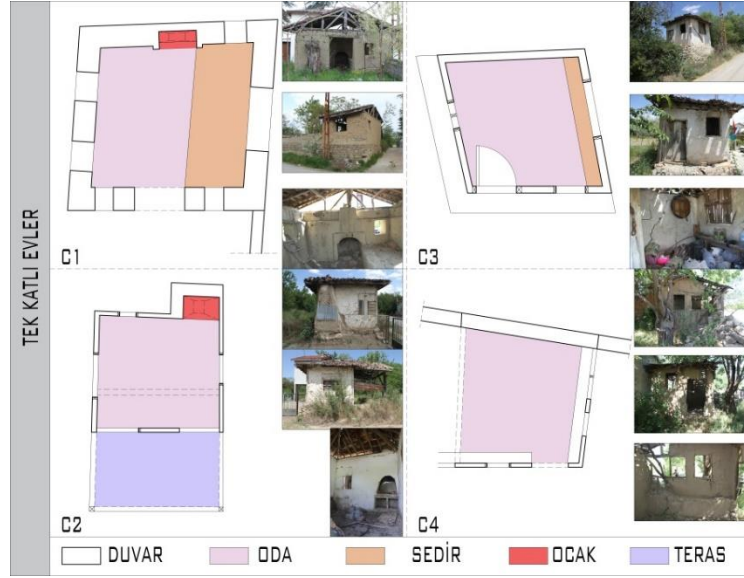 TEK KATLI EVLER
C1
C3
C2
C4
DUVAR
ODA
SEDİR
OCAK
TERAS